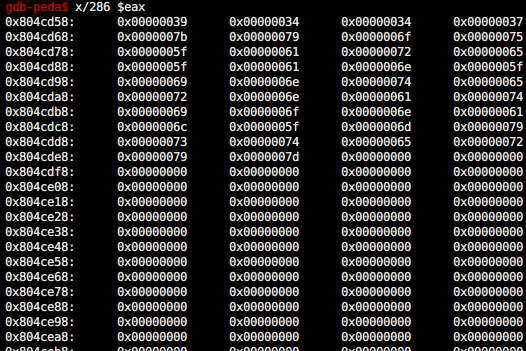 gdb-peda$ x/286 $eax
0x804cd58: 0x00000039 0x00000034 0x00000034 0x00000037
0x804cd68: 0x0000007b 0x00000079 0x0000006f 0x00000075
0x804cd78: 0x0000005f 0x00000061 0x00000072 0x00000065
0x804cd88: 0x0000005f 0x00000061 0x0000006e 0x0000005f
0x804cd98: 0x00000069 0x0000006e 0x00000074 0x00000065
0x804cda8: 0x00000072 0x0000006e 0x00000061 0x00000074
0x804cdb8: 0x00000069 0x0000006f 0x0000006e 0x00000061
0x804cdc8: 0x0000006c 0x0000005f 0x0000006d 0x00000079
0x804cdd8: 0x00000073 0x00000074 0x00000065 0x00000072
0x804cde8: 0x00000079 0x0000007d 0x00000000 0x00000000
0x804cdf8: 0x00000000 0x00000000 0x00000000 0x00000000
0x804ce08: 0x00000000 0x00000000 0x00000000 0x00000000
0x804ce18: 0x00000000 0x00000000 0x00000000 0x00000000
0x804ce28: 0x00000000 0x00000000 0x00000000 0x00000000
0x804ce38: 0x00000000 0x00000000 0x00000000 0x00000000
0x804ce48: 0x00000000 0x00000000 0x00000000 0x00000000
0x804ce58: 0x00000000 0x00000000 0x00000000 0x00000000
0x804ce68: 0x00000000 0x00000000 0x00000000 0x00000000
0x804ce78: 0x00000000 0x00000000 0x00000000 0x00000000
0x804ce88: 0x00000000 0x00000000 0x00000000 0x00000000
0x804ce98: 0x00000000 0x00000000 0x00000000 0x00000000
0x804cea8: 0x00000000 0x00000000 0x00000000 0x00000000